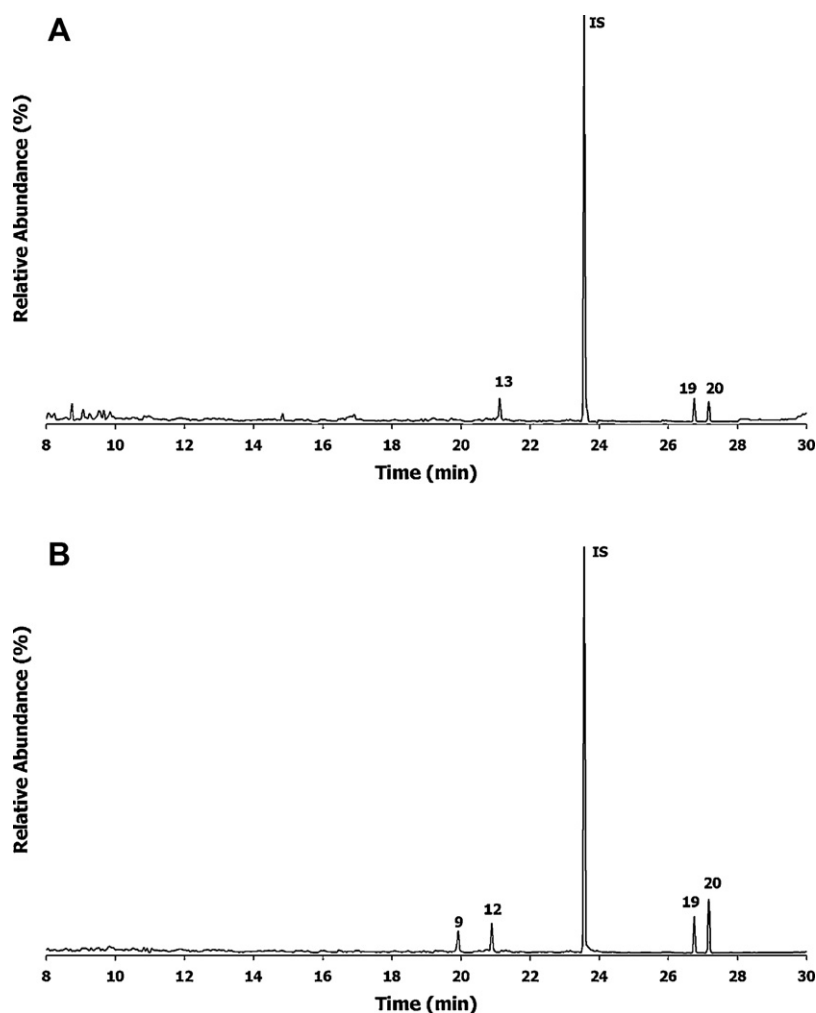 A
IS
Relative Abundance (%)
13
19 20
8 10 12 14 16 18 20 22 24 26 28 30
Time (min)
B
IS
Relative Abundance (%)
9 12 19 20
8 10 12 14 16 18 20 22 24 26 28 30
Time (min)